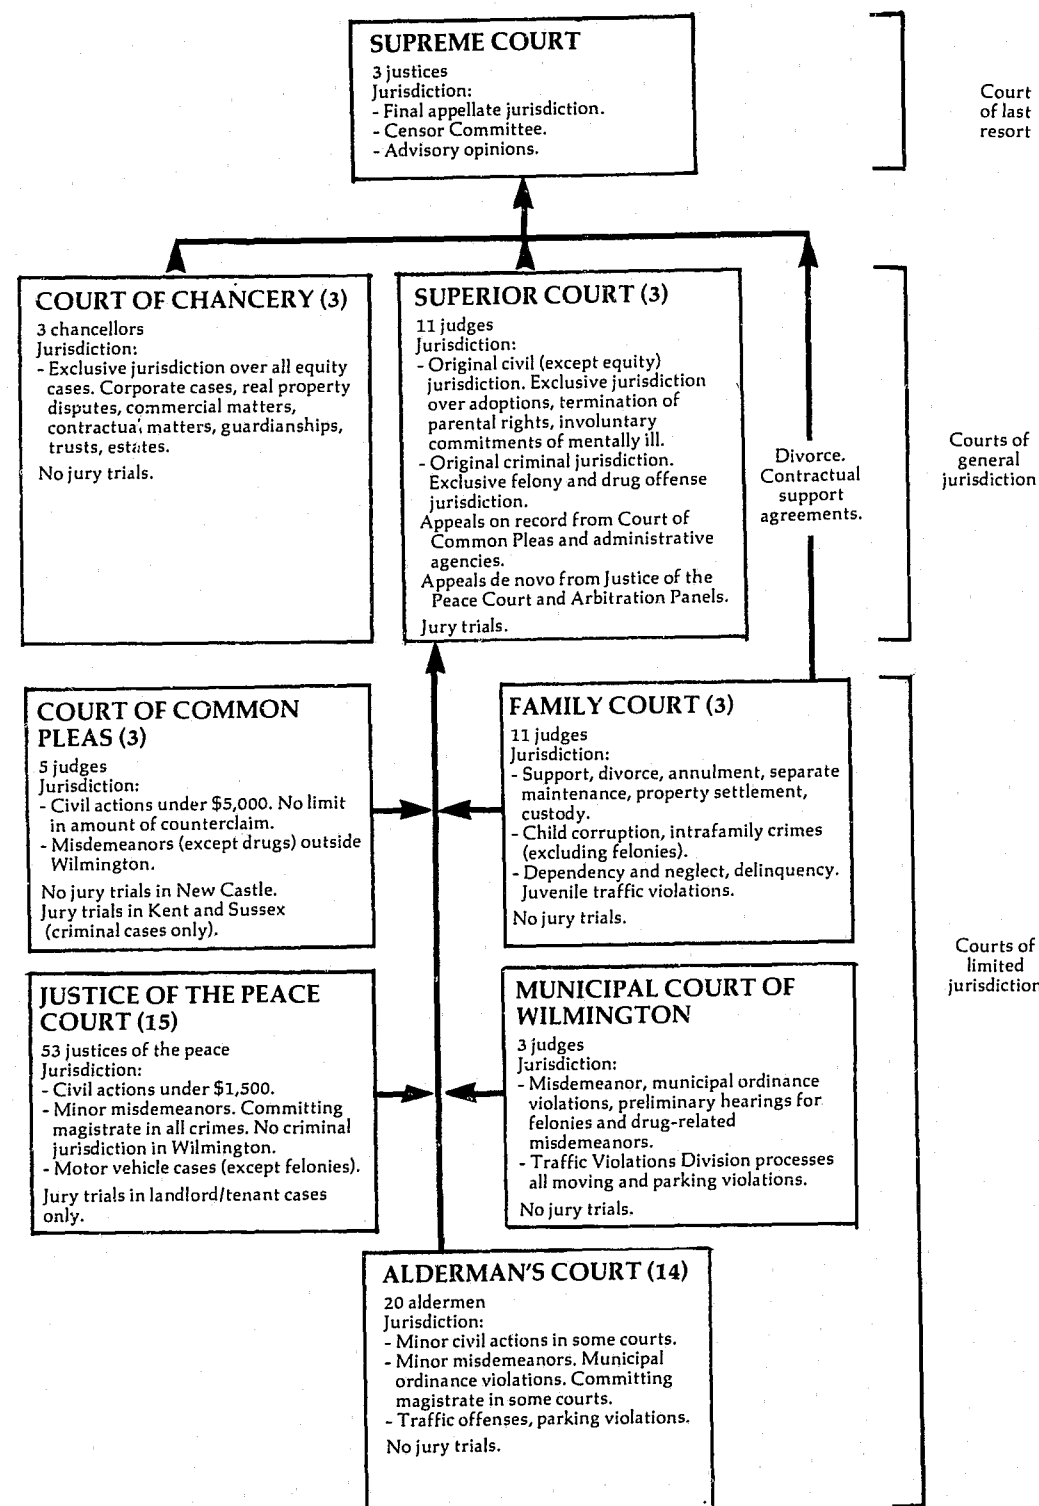 SUPREME COURT
3 justices
Jurisdiction:
- Final appellate jurisdiction.
- Censor Committee.
- Advisory opinions.
Court
of last
resort
COURT OF CHANCERY (3)
3 chancellors
Jurisdiction:
- Exclusive jurisdiction over all equity
cases. Corporate cases, real property
disputes, commercial matters,
contractual matters, guardianships,
trusts, estates.
No jury trials.
SUPERIOR COURT (3)
11 judges
Jurisdiction:
- Original civil (except equity)
jurisdiction. Exclusive jurisdiction
over adoptions, termination of
parental rights, involuntary
commitments of mentally ill.
- Original criminal jurisdiction.
Exclusive felony and drug offense
jurisdiction.
Appeals on record from Court of
Common Pleas and administrative
agencies.
Appeals de novo from Justice of the
Peace Court and Arbitration Panels.
Jury trials.
Divorce.
Contractual
support
agreements.
Courts of
general
jurisdiction
COURT OF COMMON
PLEAS (3)
5 judges
Jurisdiction:
- Civil actions under $5,000. No limit
in amount of counterclaim.
- Misdemeanors (except drugs) outside
Wilmington.
No jury trials in New Castle.
Jury trials in Kent and Sussex
(criminal cases only).
FAMILY COURT (3)
11 judges
Jurisdiction:
- Support, divorce, annulment, separate
maintenance, property settlement,
custody.
- Child corruption, intrafamily crimes
(excluding felonies).
- Dependency and neglect, delinquency.
Juvenile traffic violations.
No jury trials.
Courts of
limited
jurisdiction
JUSTICE OF THE PEACE
COURT (15)
53 justices of the peace
Jurisdiction:
- Civil actions under $1,500.
- Minor misdemeanors. Committing
magistrate in all crimes. No criminal
jurisdiction in Wilmington.
- Motor vehicle cases (except felonies).
Jury trials in landlord/tenant cases
only.
MUNICIPAL COURT OF
WILMINGTON
3 judges
Jurisdiction:
- Misdemeanor, municipal ordinance
violations, preliminary hearings for
felonies and drug-related
misdemeanors.
- Traffic Violations Division processes
all moving and parking violations.
No jury trials.
ALDERMAN'S COURT (14)
20 aldermen
Jurisdiction:
- Minor civil actions in some courts.
- Minor misdemeanors. Municipal
ordinance violations. Committing
magistrate in some courts.
- Traffic offenses, parking violations.
No jury trials.